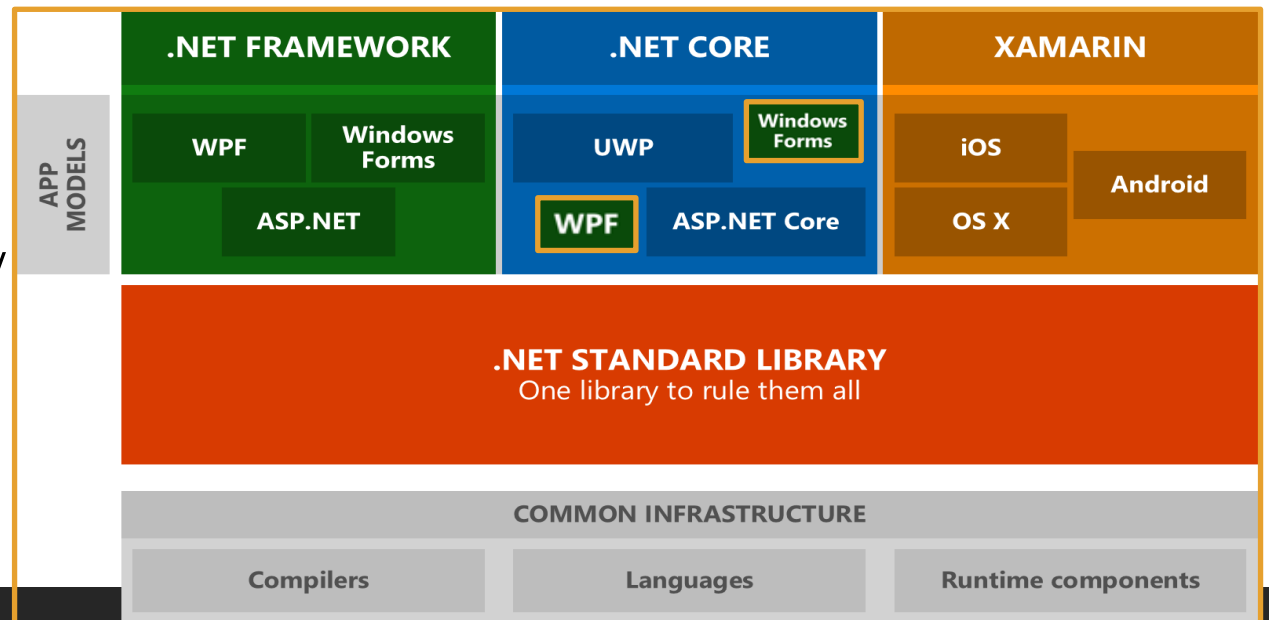 .NET FRAMEWORK
.NET CORE
XAMARIN
APP
MODELS
WPF
Windows
Forms
ASP.NET
UWP
Windows
Forms
WPF
ASP.NET Core
iOS
Android
OS X
.NET STANDARD LIBRARY
One library to rule them all
COMMON INFRASTRUCTURE
Compilers
Languages
Runtime components